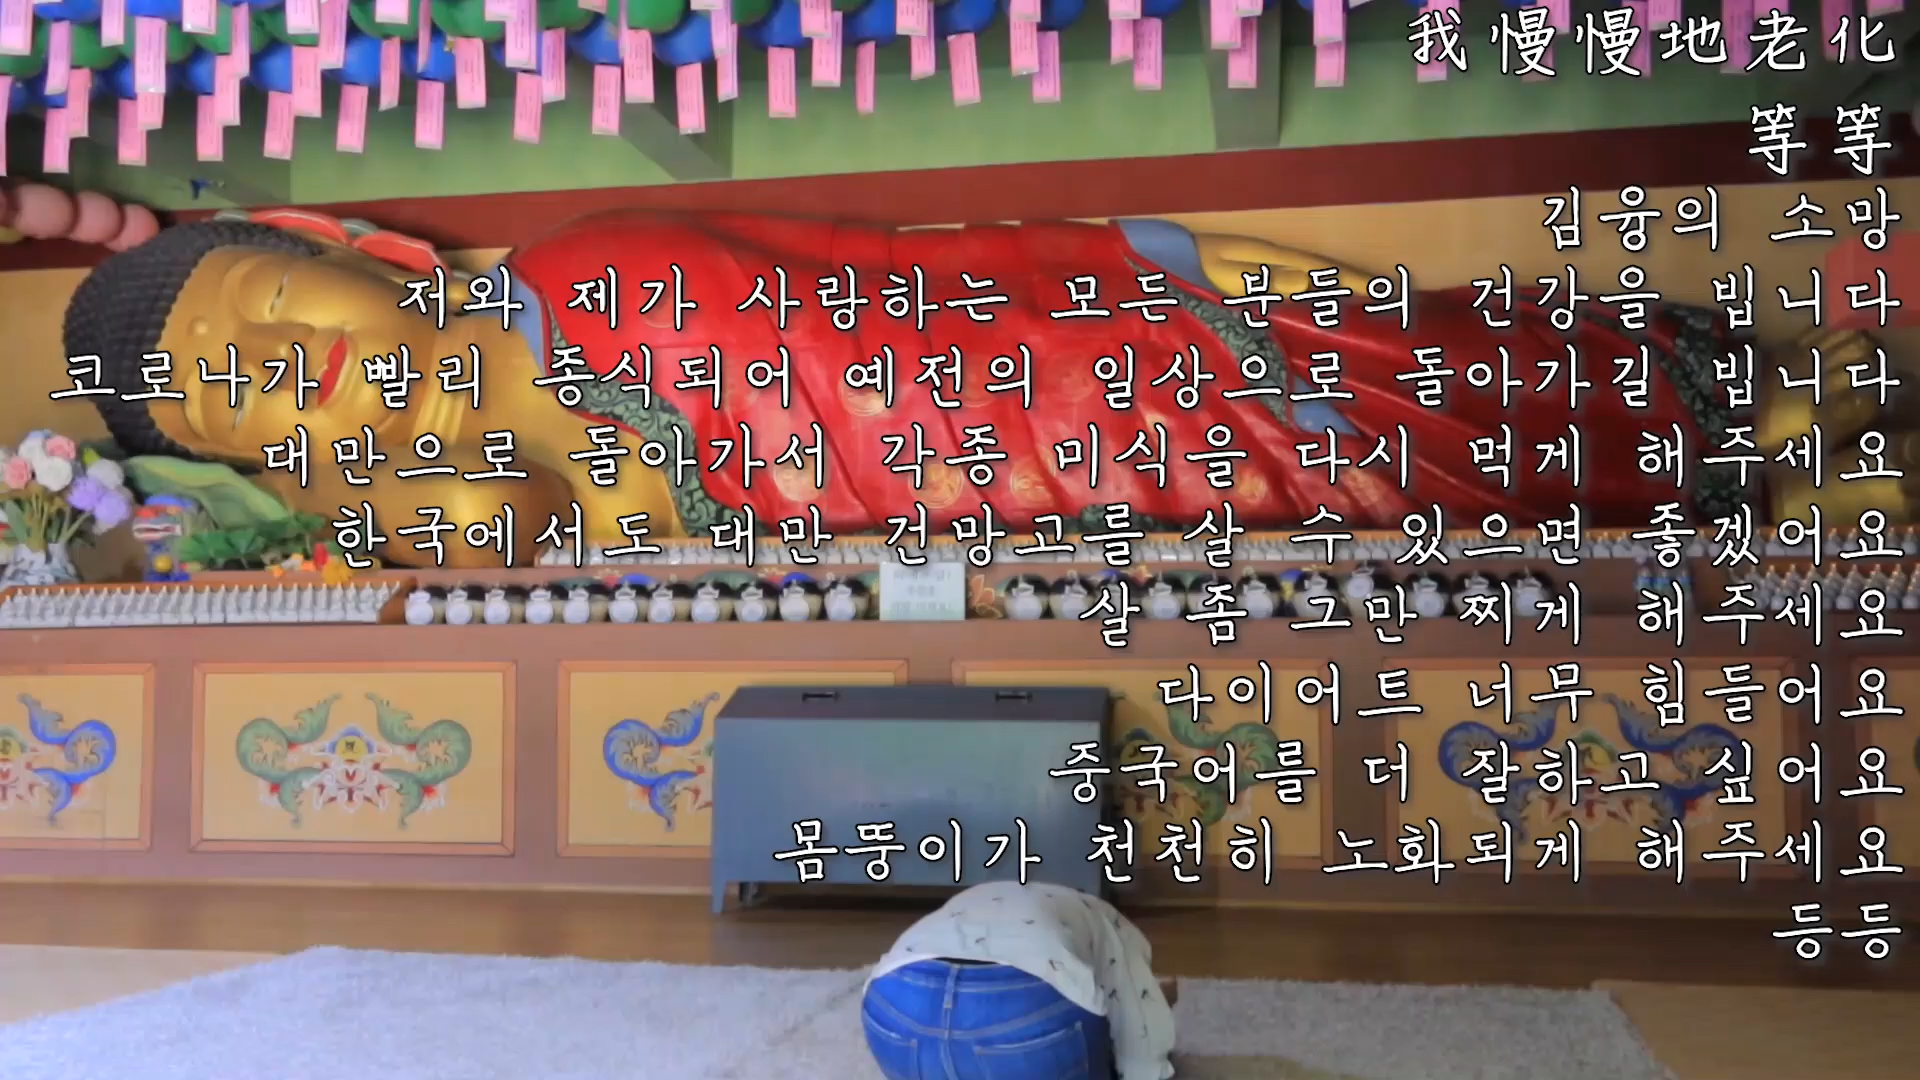 我慢慢地老化
等等
김융의 소망
저와 제가 사랑하는 모든 분들의 건강을 빕니다
코로나가 빨리 종식되어 예전의 일상으로 돌아가길 빕니다
대만으로 돌아가서 각종 미식을 다시 먹게 해주세요
한국에서도 대만 건망고를 살 수 있으면 좋겠어요
살 좀 그만 찌게 해주세요
다이어트 너무 힘들어요
중국어를 더 잘하고 싶어요
몸뚱이가 천천히 노화되게 해주세요
등등